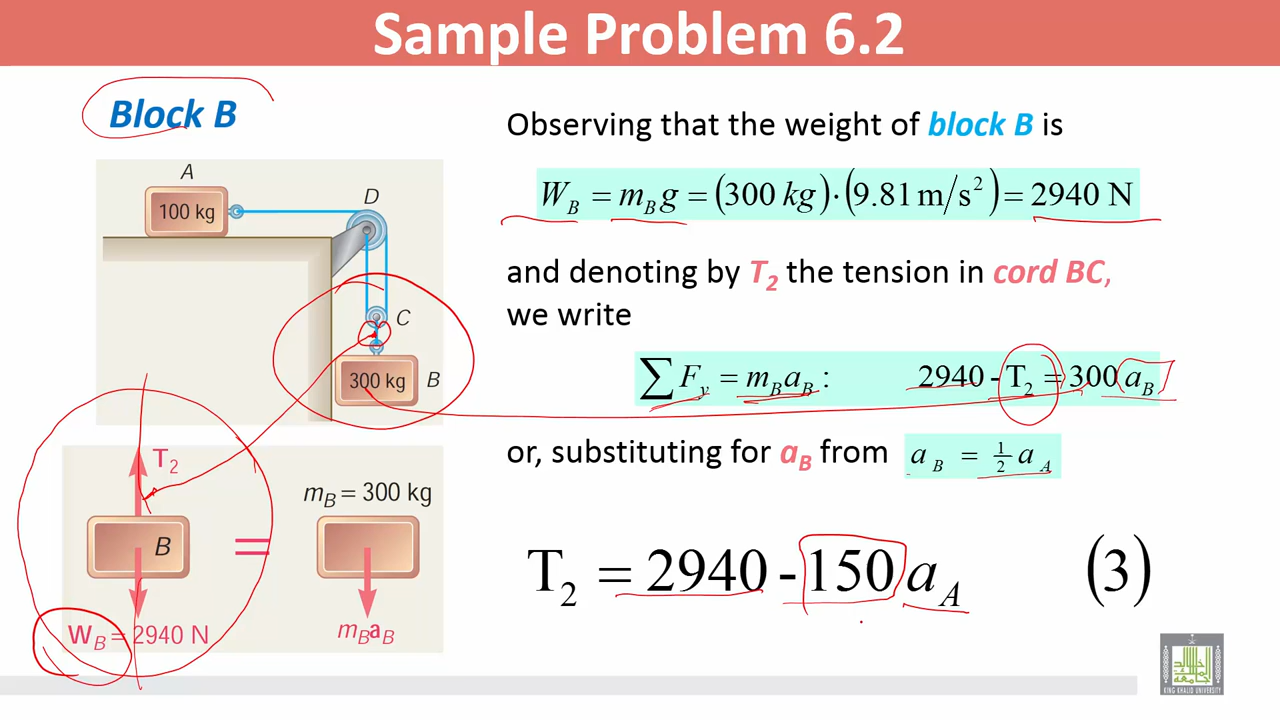 Sample Problem 6.2
Block B
A
100 kg
D
C
300 kg
B
T₂
B
W_B = 2940 N
=
m_B = 300 kg
m_B a_B
Observing that the weight of block B is
W_B = m_B g = (300 kg)·(9.81 m/s²) = 2940 N
and denoting by T₂ the tension in cord BC,
we write
∑ F_y = m_B a_B : 2940 - T₂ = 300 a_B
or, substituting for a_B from a_B = ½ a_A
T₂ = 2940 - 150 a_A (3)
KING KHALID UNIVERSITY